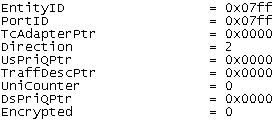 EntityID = 0x07ff
PortID = 0x07ff
TcAdapterPtr = 0x0000
Direction = 2
UsPriQPtr = 0x0000
TraffDescPtr = 0x0000
UniCounter = 0
DsPriQPtr = 0x0000
Encrypted = 0